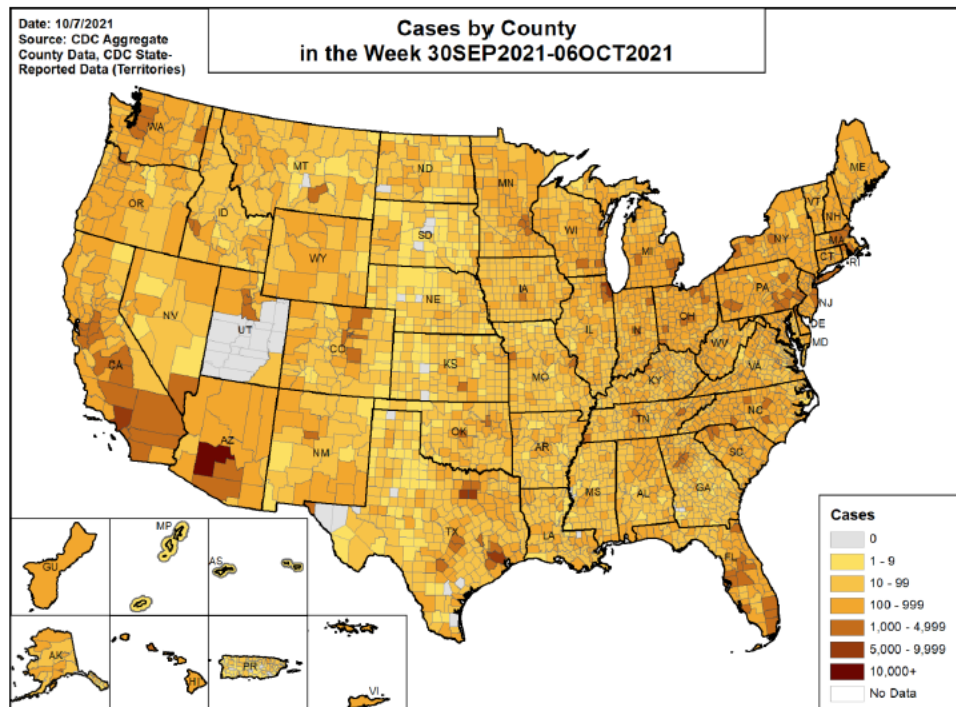 Date: 10/7/2021
Source: CDC Aggregate
County Data, CDC State-
Reported Data (Territories)
Cases by County
in the Week 30SEP2021-06OCT2021
WA
MT
ND
MN
ME
OR
ID
SD
WI
MI
VT
NH
NY
MA
CT
RI
WY
IA
NE
PA
NJ
NV
UT
CO
IL
IN
OH
DE
MD
WV
VA
CA
KS
MO
KY
NC
TN
AZ
NM
OK
AR
SC
MS
AL
GA
TX
LA
FL
GU
MP
AS
AK
HI
PR
VI
Cases
0
1 - 9
10 - 99
100 - 999
1,000 - 4,999
5,000 - 9,999
10,000+
No Data